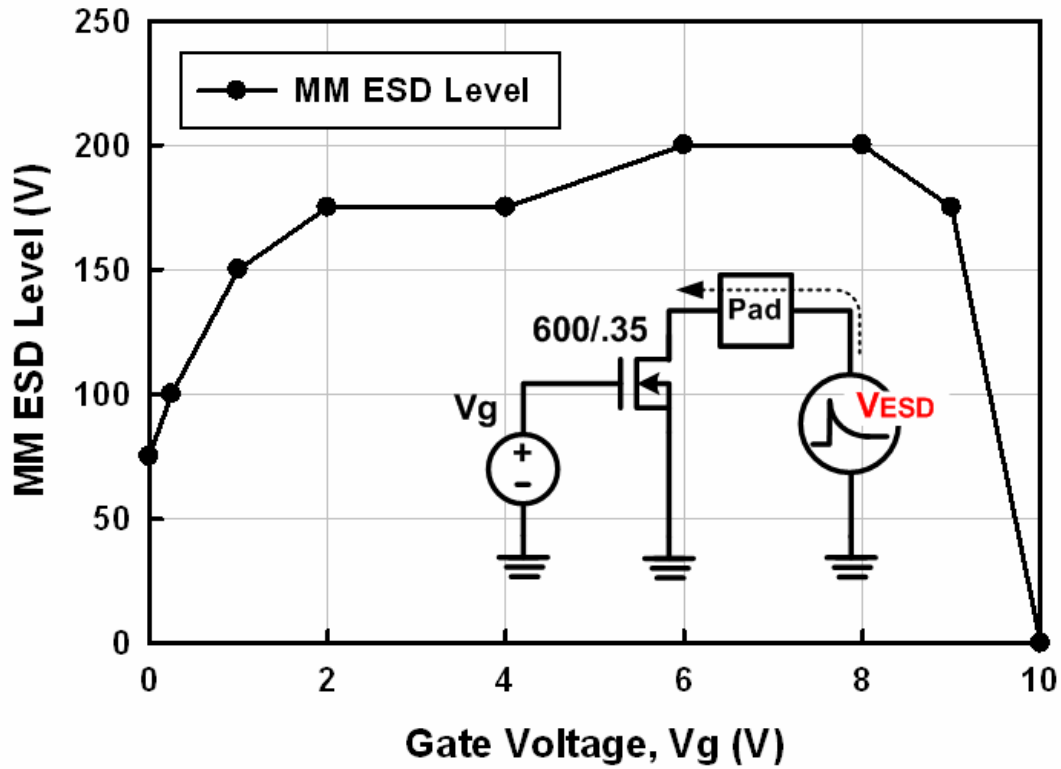 250
200
150
100
50
0
MM ESD Level (V)
MM ESD Level
600/.35
Pad
Vg
+
−
VESD
0 2 4 6 8 10
Gate Voltage, Vg (V)